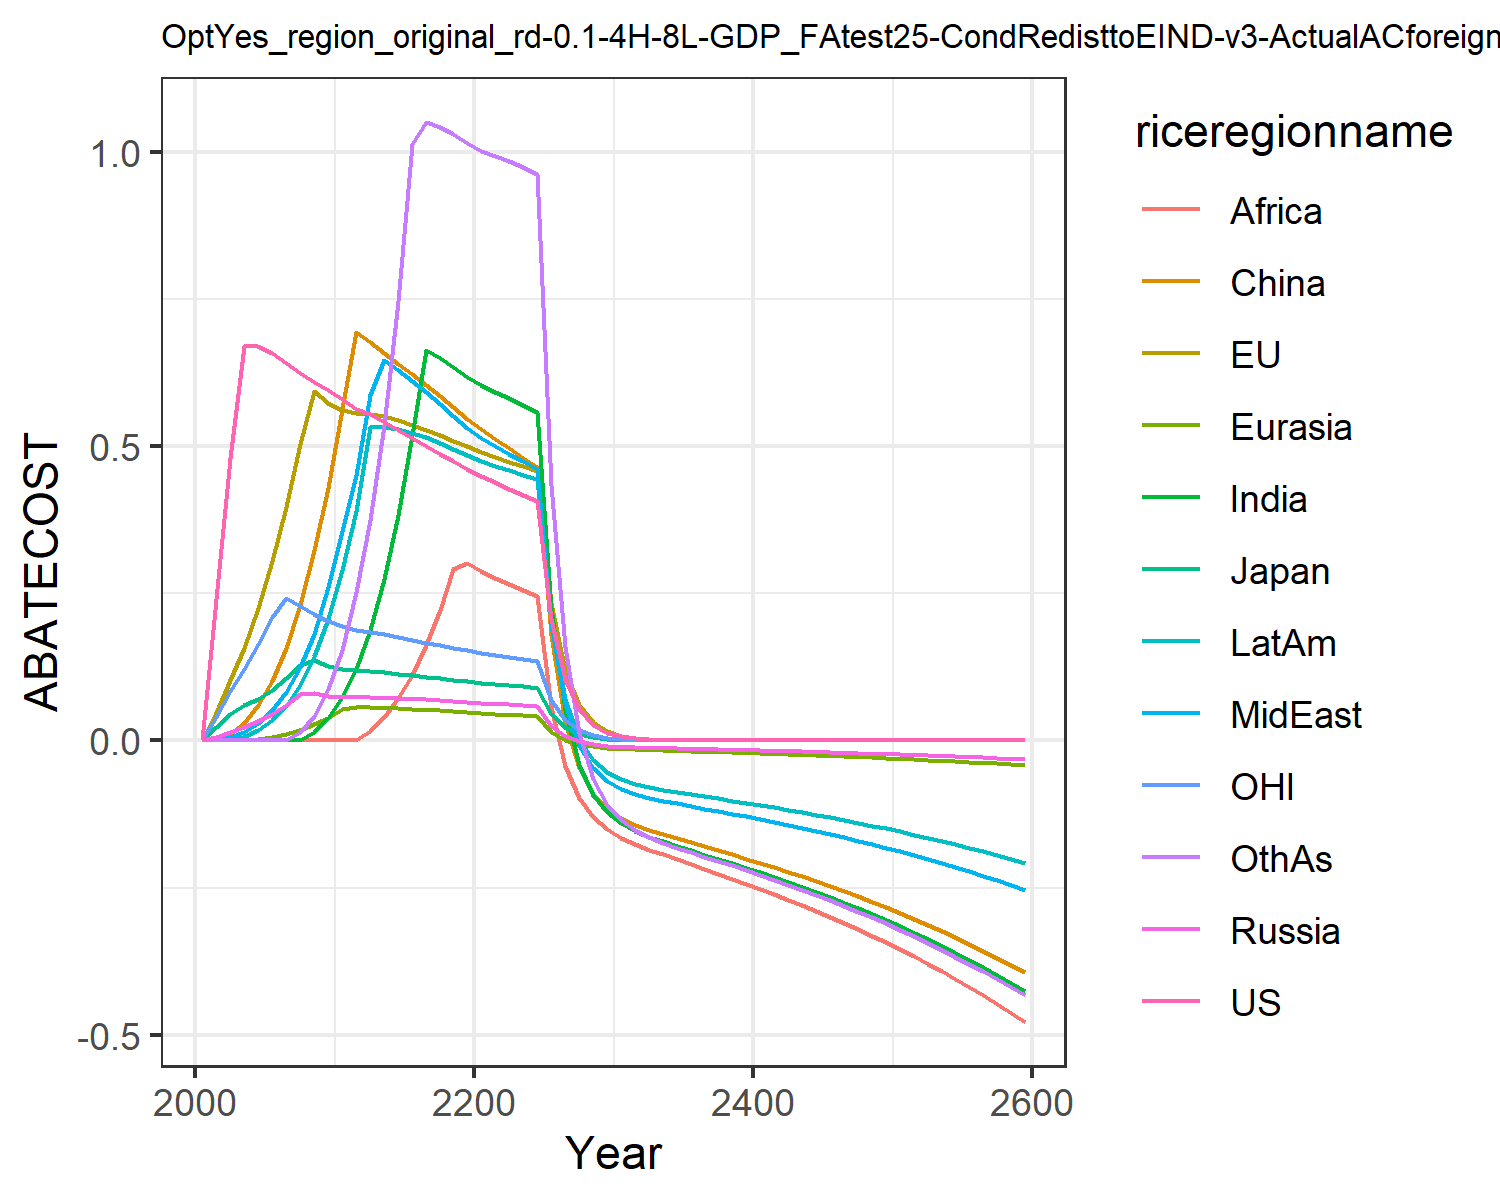 OptYes_region_original_rd-0.1-4H-8L-GDP_FAtest25-CondRedisttoEIND-v3-ActualACforeign
riceregionname
Africa
China
EU
Eurasia
India
Japan
LatAm
MidEast
OHI
OthAs
Russia
US
ABATECOST
1.0
0.5
0.0
-0.5
2000 2200 2400 2600
Year